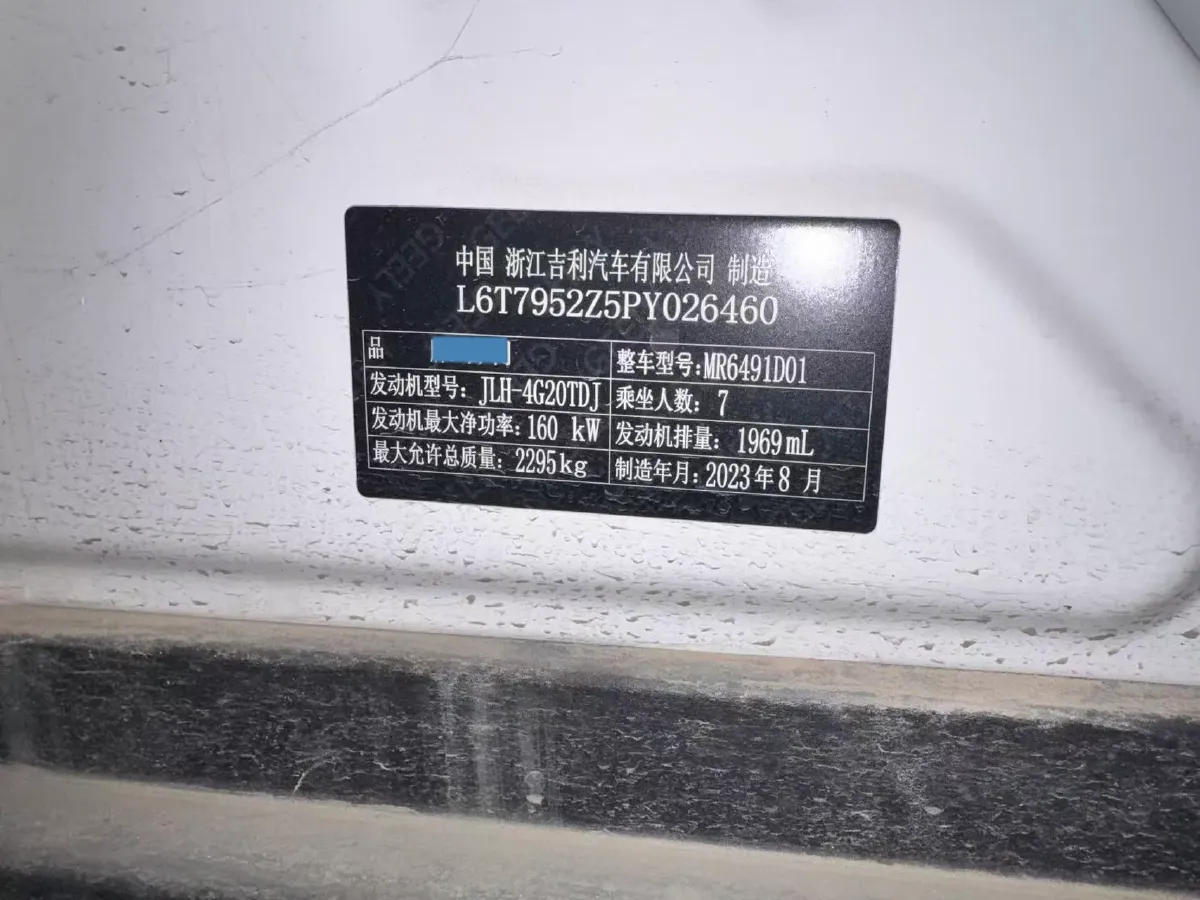 中国 浙江吉利汽车有限公司 制造
L6T7952Z5PY026460
品
整车型号:MR6491D01
发动机型号: JLH-4G20TDJ
乘坐人数: 7
发动机最大净功率: 160 kW
发动机排量: 1969mL
最大允许总质量: 2295kg
制造年月: 2023年8月